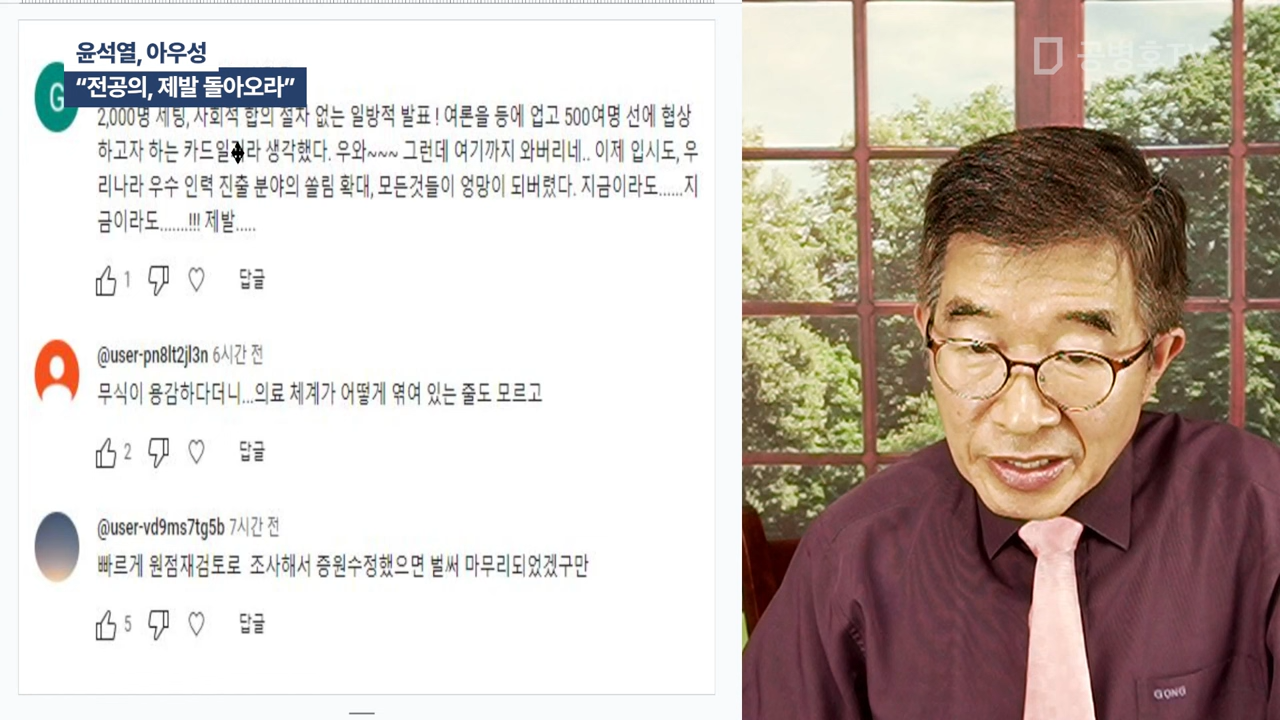 윤석열, 아우성
“전공의, 제발 돌아오라”
공병호TV
G
2,000명 세팅, 사회적 합의 절차 없는 일방적 발표 ! 여론을 등에 업고 500여명 선에 협상
하고자 하는 카드일 라 생각했다. 우와~~~ 그런데 여기까지 와버리네.. 이제 입시도, 우
리나라 우수 인력 진출 분야의 쏠림 확대, 모든것들이 엉망이 되버렸다. 지금이라도......지
금이라도.......!!! 제발.....
1 답글
@user-pn8lt2jl3n 6시간 전
무식이 용감하다더니...의료 체계가 어떻게 엮여 있는 줄도 모르고
2 답글
@user-vd9ms7tg5b 7시간 전
빠르게 원점재검토로 조사해서 증원수정했으면 벌써 마무리되었겠구만
5 답글
GONG